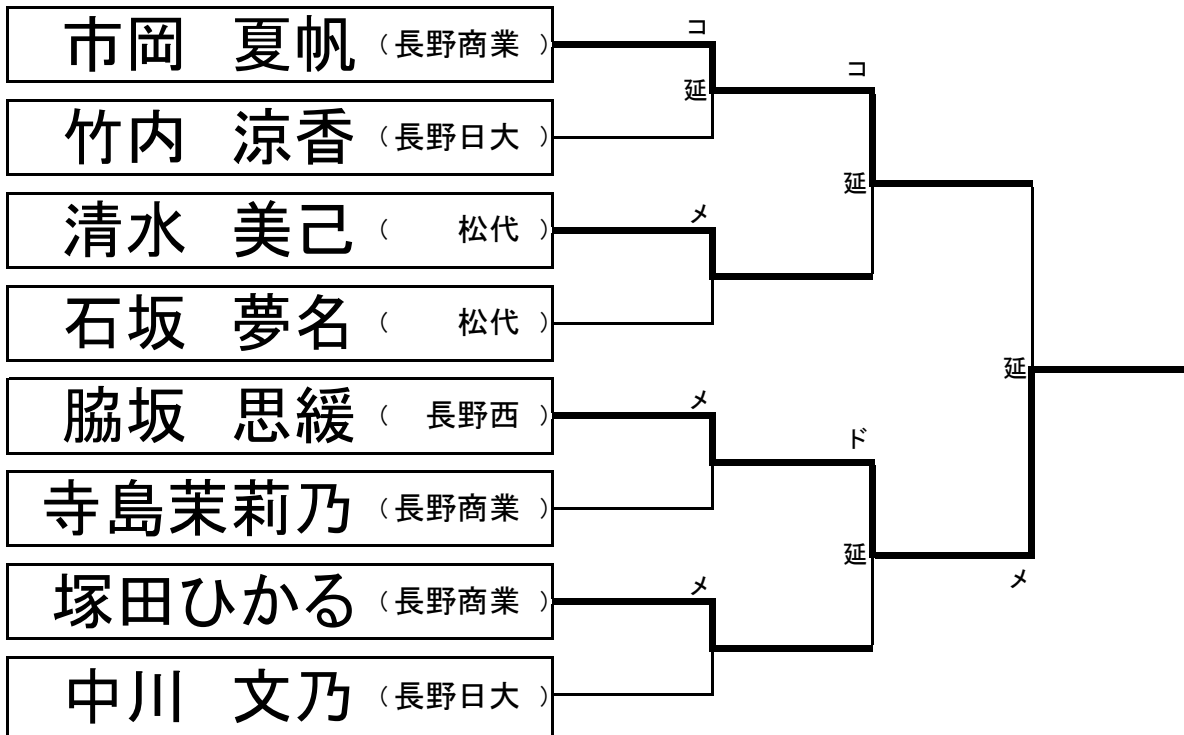 市岡 夏帆 （長野商業）
コ
延
コ
竹内 涼香 （長野日大）
延
清水 美己 （ 松代）
メ
石坂 夢名 （ 松代）
延
脇坂 思緩 （ 長野西）
メ
ド
寺島茉莉乃 （長野商業）
延
塚田ひかる （長野商業）
メ
メ
中川 文乃 （長野日大）